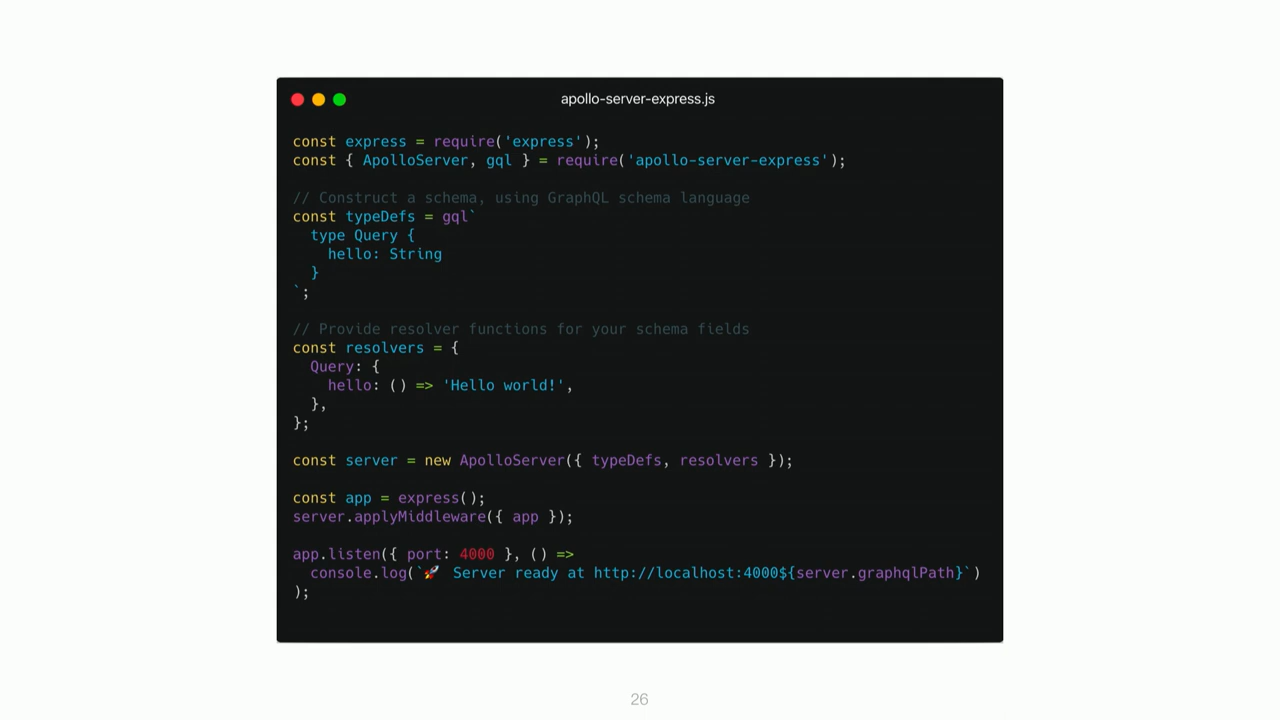 apollo-server-express.js
const express = require('express');
const { ApolloServer, gql } = require('apollo-server-express');
// Construct a schema, using GraphQL schema language
const typeDefs = gql`
  type Query {
    hello: String
  }
`;
// Provide resolver functions for your schema fields
const resolvers = {
  Query: {
    hello: () => 'Hello world!',
  },
};
const server = new ApolloServer({ typeDefs, resolvers });
const app = express();
server.applyMiddleware({ app });
app.listen({ port: 4000 }, () =>
  console.log(`🚀 Server ready at http://localhost:4000${server.graphqlPath}`)
);
26